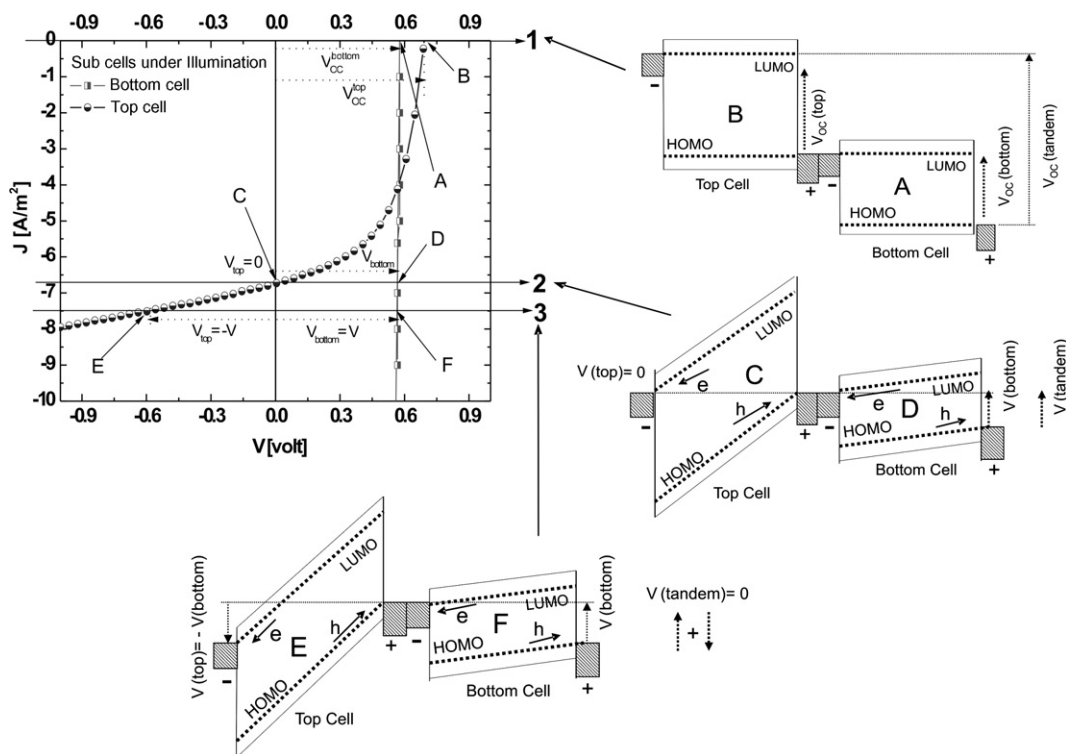 -0.9 -0.6 -0.3 0.0 0.3 0.6 0.9
0
-1
-2
-3
-4
-5
-6
-7
-8
-9
-10
J [A/m²]
Sub cells under Illumination
Bottom cell
Top cell
V_CC^bottom
V_CC^top
B
A
C
D
V_top=0
V_bottom
V_top=-V
V_bottom=V
E
F
-0.9 -0.6 -0.3 0.0 0.3 0.6 0.9
V[volt]
1
2
3
-
LUMO
B
HOMO
Top Cell
V_OC (top)
+
-
LUMO
A
HOMO
Bottom Cell
V_OC (bottom)
+
V_OC (tandem)
V (top)= 0
-
LUMO
e
C
h
HOMO
Top Cell
+
-
LUMO
e
D
h
HOMO
Bottom Cell
+
V (bottom)
V (tandem)
V (top)= - V(bottom)
-
LUMO
e
E
h
HOMO
Top Cell
+
-
LUMO
e
F
h
HOMO
Bottom Cell
+
V (bottom)
V (tandem)= 0
+